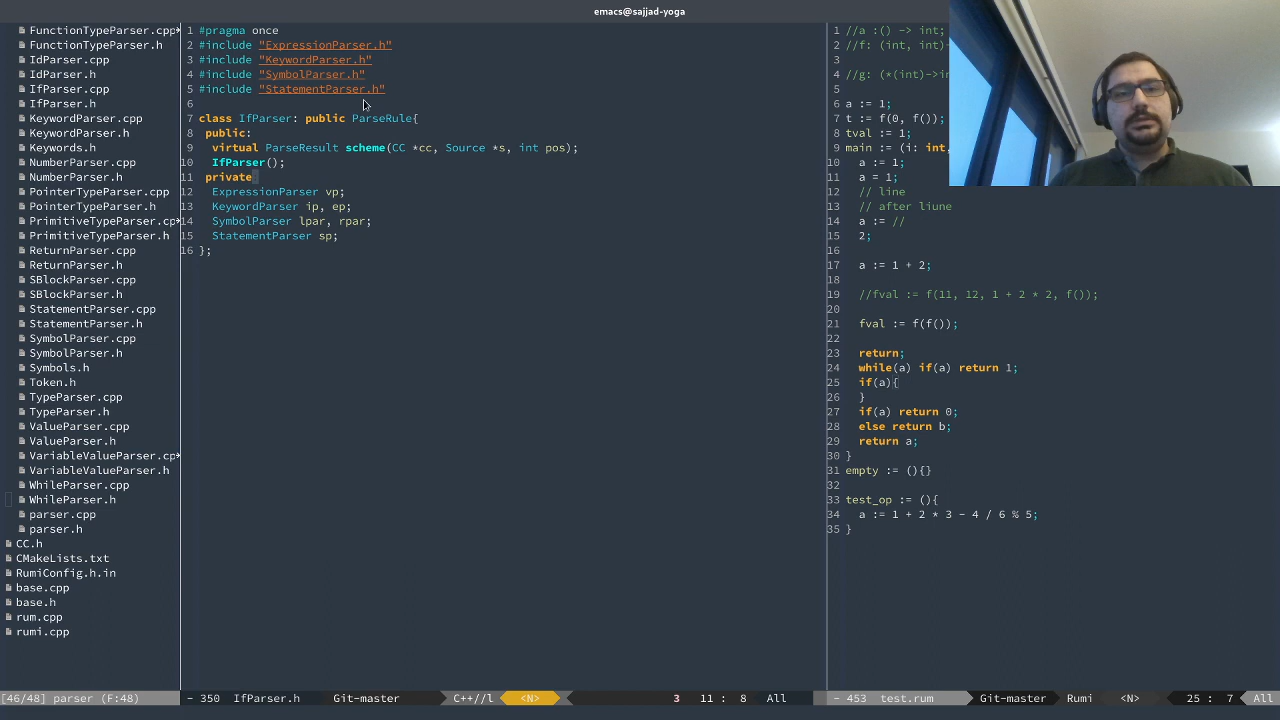 emacs@sajjad-yoga
FunctionTypeParser.cpp
FunctionTypeParser.h
IdParser.cpp
IdParser.h
IfParser.cpp
IfParser.h
KeywordParser.cpp
KeywordParser.h
Keywords.h
NumberParser.cpp
NumberParser.h
PointerTypeParser.cpp
PointerTypeParser.h
PrimitiveTypeParser.cp
PrimitiveTypeParser.h
ReturnParser.cpp
ReturnParser.h
SBlockParser.cpp
SBlockParser.h
StatementParser.cpp
StatementParser.h
SymbolParser.cpp
SymbolParser.h
Symbols.h
Token.h
TypeParser.cpp
TypeParser.h
ValueParser.cpp
ValueParser.h
VariableValueParser.cp
VariableValueParser.h
WhileParser.cpp
WhileParser.h
parser.cpp
parser.h
CC.h
CMakeLists.txt
RumiConfig.h.in
base.cpp
base.h
rum.cpp
rumi.cpp
[46/48] parser (F:48)
1 #pragma once
2 #include "ExpressionParser.h"
3 #include "KeywordParser.h"
4 #include "SymbolParser.h"
5 #include "StatementParser.h"
6
7 class IfParser: public ParseRule{
8 public:
9 virtual ParseResult scheme(CC *cc, Source *s, int pos);
10 IfParser();
11 private:
12 ExpressionParser vp;
13 KeywordParser ip, ep;
14 SymbolParser lpar, rpar;
15 StatementParser sp;
16 };
- 350 IfParser.h Git-master C++//l <N> 3 11 : 8 All
1 //a :() -> int;
2 //f: (int, int)-
3
4 //g: (*(int)->in
5
6 a := 1;
7 t := f(0, f());
8 tval := 1;
9 main := (i: int,
10 a := 1;
11 a = 1;
12 // line
13 // after liune
14 a := //
15 2;
16
17 a := 1 + 2;
18
19 //fval := f(11, 12, 1 + 2 * 2, f());
20
21 fval := f(f());
22
23 return;
24 while(a) if(a) return 1;
25 if(a){
26 }
27 if(a) return 0;
28 else return b;
29 return a;
30 }
31 empty := (){}
32
33 test_op := (){
34 a := 1 + 2 * 3 - 4 / 6 % 5;
35 }
- 453 test.rum Git-master Rumi <N> 25 : 7 All